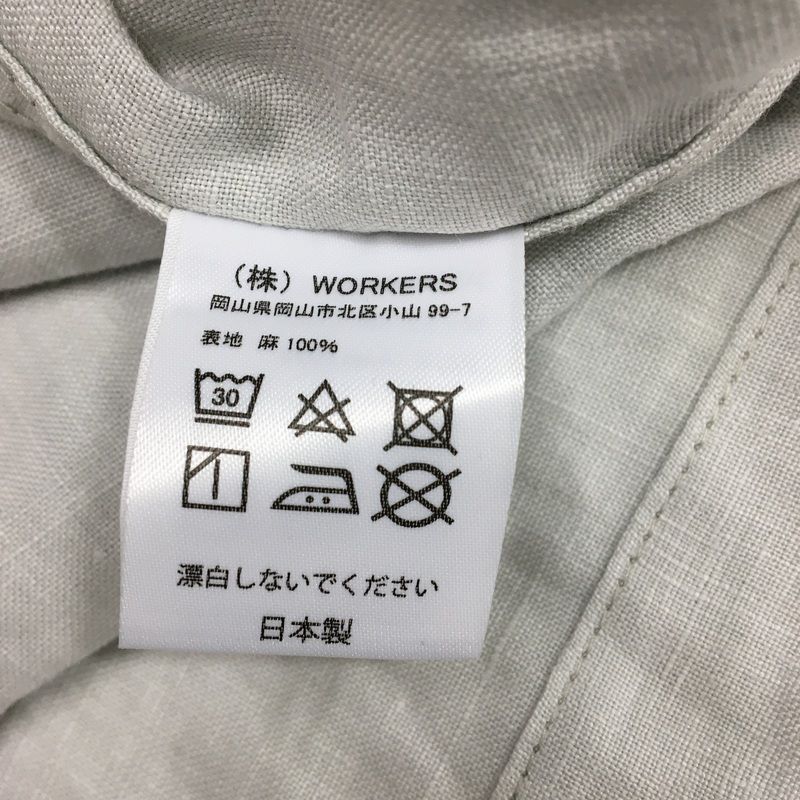 （株）WORKERS
岡山県岡山市北区小山 99-7
表地 麻 100%
30
漂白しないでください
日本製